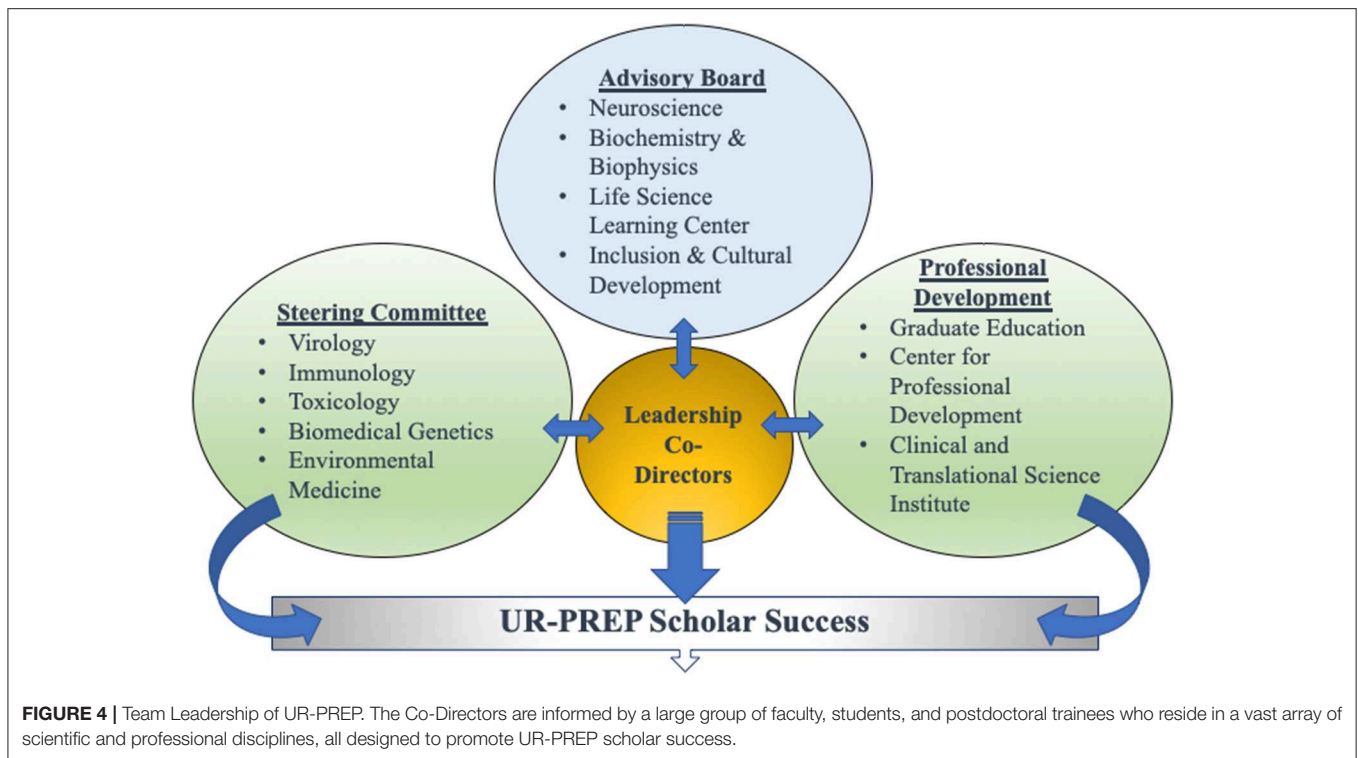 Advisory Board
• Neuroscience
• Biochemistry &
Biophysics
• Life Science
Learning Center
• Inclusion & Cultural
Development
Steering Committee
• Virology
• Immunology
• Toxicology
• Biomedical Genetics
• Environmental
Medicine
Leadership
Co-
Directors
Professional
Development
• Graduate Education
• Center for
Professional
Development
• Clinical and
Translational Science
Institute
UR-PREP Scholar Success
FIGURE 4 | Team Leadership of UR-PREP. The Co-Directors are informed by a large group of faculty, students, and postdoctoral trainees who reside in a vast array of
scientific and professional disciplines, all designed to promote UR-PREP scholar success.